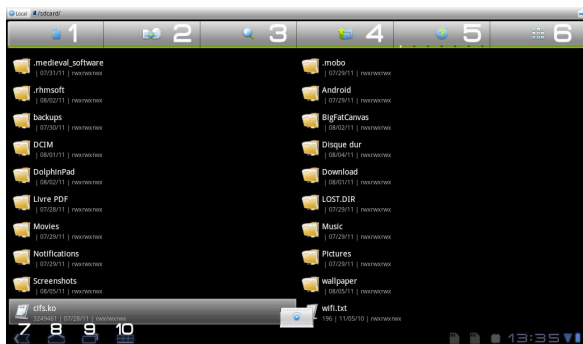 Local /sdcard/
1 2 3 4 5 6
.medieval_software .mobo
| 07/31/11 | rwxrwxrwx | 07/29/11 | rwxrwxrwx
.rhmsoft Android
| 08/02/11 | rwxrwxrwx | 07/29/11 | rwxrwxrwx
backups BigFatCanvas
| 07/30/11 | rwxrwxrwx | 08/02/11 | rwxrwxrwx
DCIM Disque dur
| 08/01/11 | rwxrwxrwx | 08/04/11 | rwxrwxrwx
DolphinPad Download
| 08/02/11 | rwxrwxrwx | 08/01/11 | rwxrwxrwx
Livre PDF LOST.DIR
| 07/28/11 | rwxrwxrwx | 07/29/11 | rwxrwxrwx
Movies Music
| 07/29/11 | rwxrwxrwx | 07/29/11 | rwxrwxrwx
Notifications Pictures
| 07/29/11 | rwxrwxrwx | 07/29/11 | rwxrwxrwx
Screenshots wallpaper
| 08/05/11 | rwxrwxrwx | 08/05/11 | rwxrwxrwx
cifs.ko wifi.txt
3249461 | 07/28/11 | rwxrwxrwx 196 | 11/05/10 | rwxrwxrwx
7 8 9 10 13:35